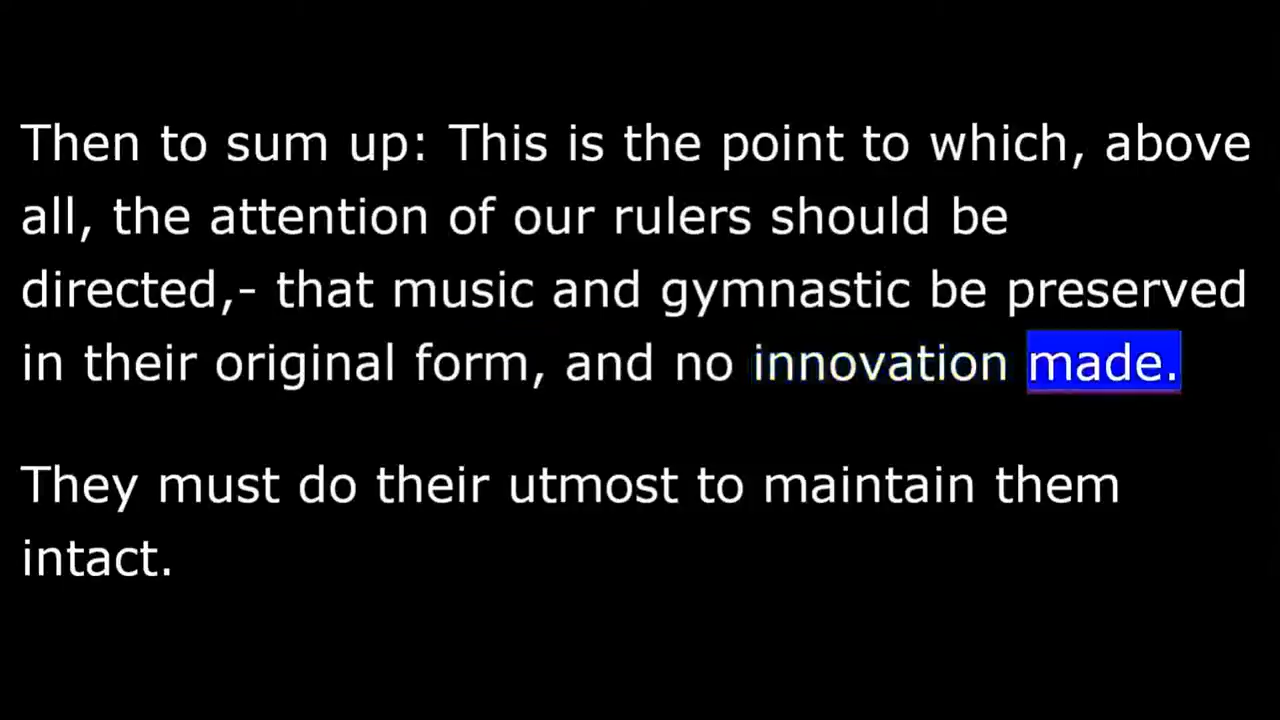 Then to sum up: This is the point to which, above
all, the attention of our rulers should be
directed,- that music and gymnastic be preserved
in their original form, and no innovation made.
They must do their utmost to maintain them
intact.